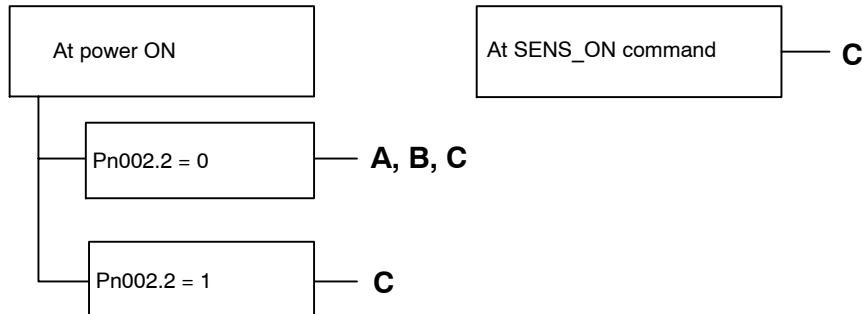 At power ON
At SENS_ON command
C
Pn002.2 = 0
A, B, C
Pn002.2 = 1
C